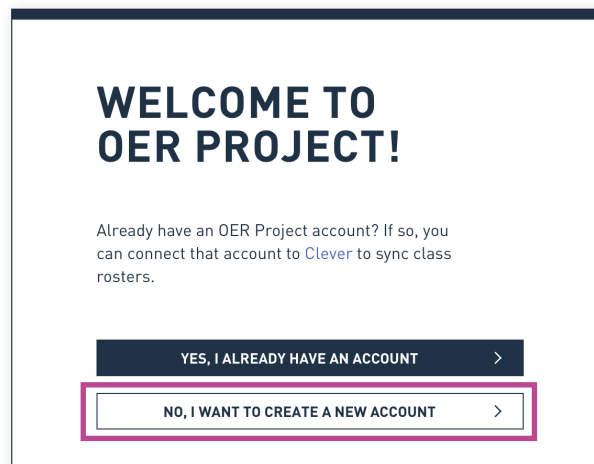 WELCOME TO
OER PROJECT!
Already have an OER Project account? If so, you
can connect that account to Clever to sync class
rosters.
YES, I ALREADY HAVE AN ACCOUNT
NO, I WANT TO CREATE A NEW ACCOUNT